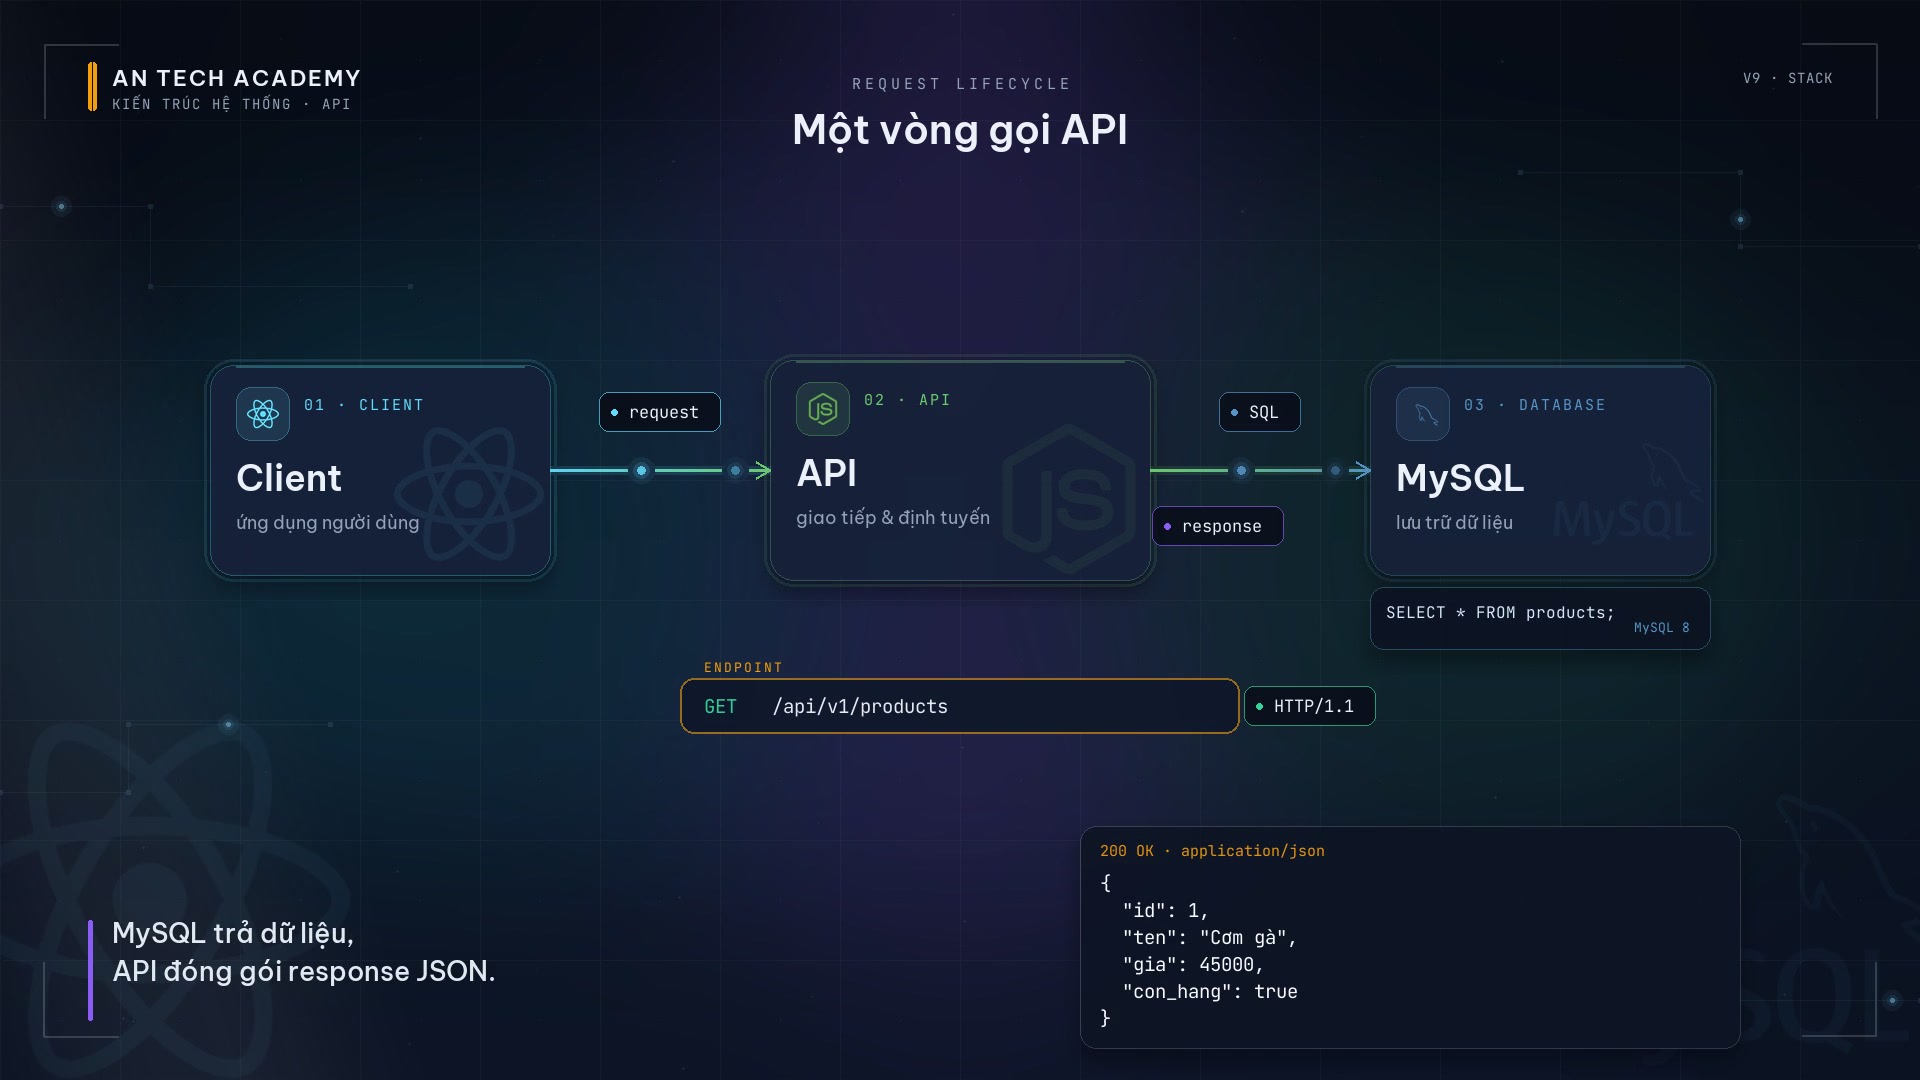 AN TECH ACADEMY
KIẾN TRÚC HỆ THỐNG · API
REQUEST LIFECYCLE
Một vòng gọi API
V9 · STACK
01 · CLIENT
Client
ứng dụng người dùng
request
02 · API
JS
API
giao tiếp & định tuyến
JS
SQL
response
03 · DATABASE
MySQL
lưu trữ dữ liệu
MySQL
SELECT * FROM products;
MySQL 8
ENDPOINT
GET /api/v1/products
HTTP/1.1
200 OK · application/json
{
"id": 1,
"ten": "Cơm gà",
"gia": 45000,
"con_hang": true
}
MySQL trả dữ liệu,
API đóng gói response JSON.
SQL